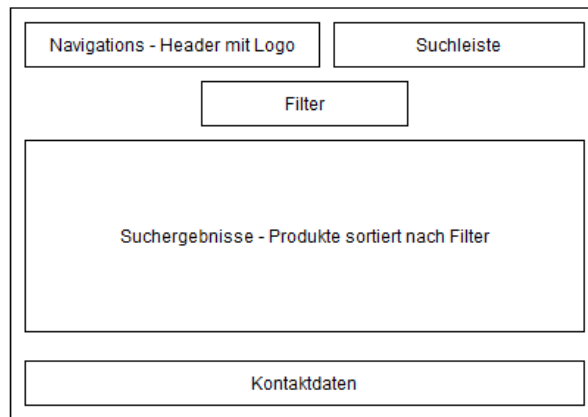 Navigations - Header mit Logo
Suchleiste
Filter
Suchergebnisse - Produkte sortiert nach Filter
Kontaktdaten